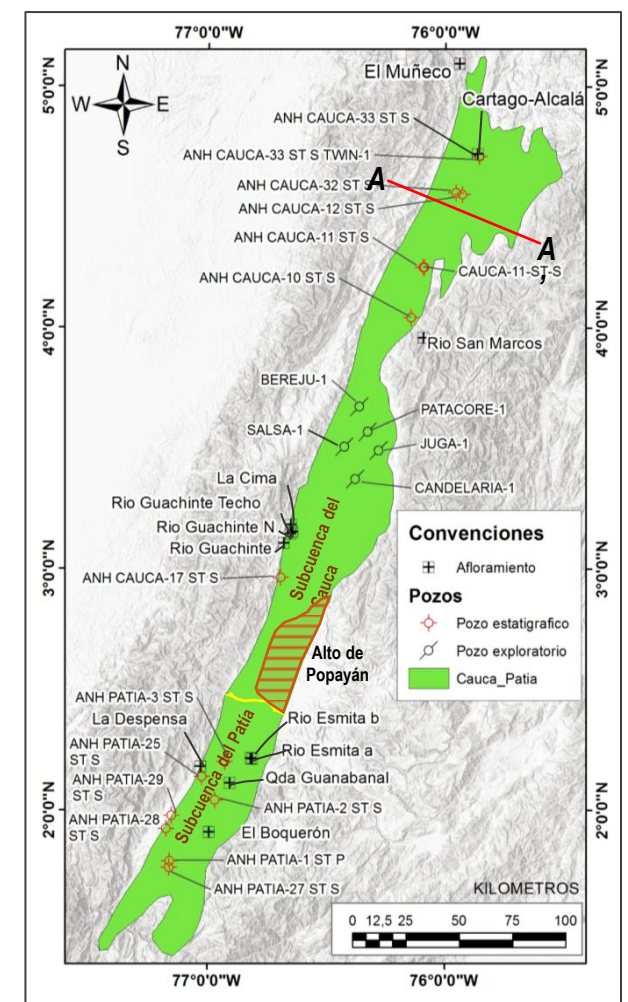 77°0'0"W
76°0'0"W
N
W
E
S
5°0'0"N
5°0'0"N
El Muñeco
Cartago-Alcalá
ANH CAUCA-33 ST S
ANH CAUCA-33 ST S TWIN-1
ANH CAUCA-32 ST S
A
ANH CAUCA-12 ST S
ANH CAUCA-11 ST S
A
,
CAUCA-11-ST-S
ANH CAUCA-10 ST S
4°0'0"N
4°0'0"N
Rio San Marcos
BEREJU-1
PATACORE-1
SALSA-1
JUGA-1
La Cima
CANDELARIA-1
Rio Guachinte Techo
Rio Guachinte N
Rio Guachinte
Subcuenca del
Cauca
ANH CAUCA-17 ST S
3°0'0"N
3°0'0"N
Convenciones
Afloramiento
Pozos
Pozo estatigrafico
Pozo exploratorio
Cauca_Patia
Alto de
Popayán
ANH PATIA-3 ST S
La Despensa
Rio Esmita b
ANH PATIA-25
ST S
Rio Esmita a
Subcuenca del Patía
ANH PATIA-29
ST S
Qda Guanabanal
ANH PATIA-2 ST S
ANH PATIA-28
ST S
2°0'0"N
2°0'0"N
El Boquerón
ANH PATIA-1 ST P
ANH PATIA-27 ST S
KILOMETROS
0 12,5 25 50 75 100
77°0'0"W
76°0'0"W